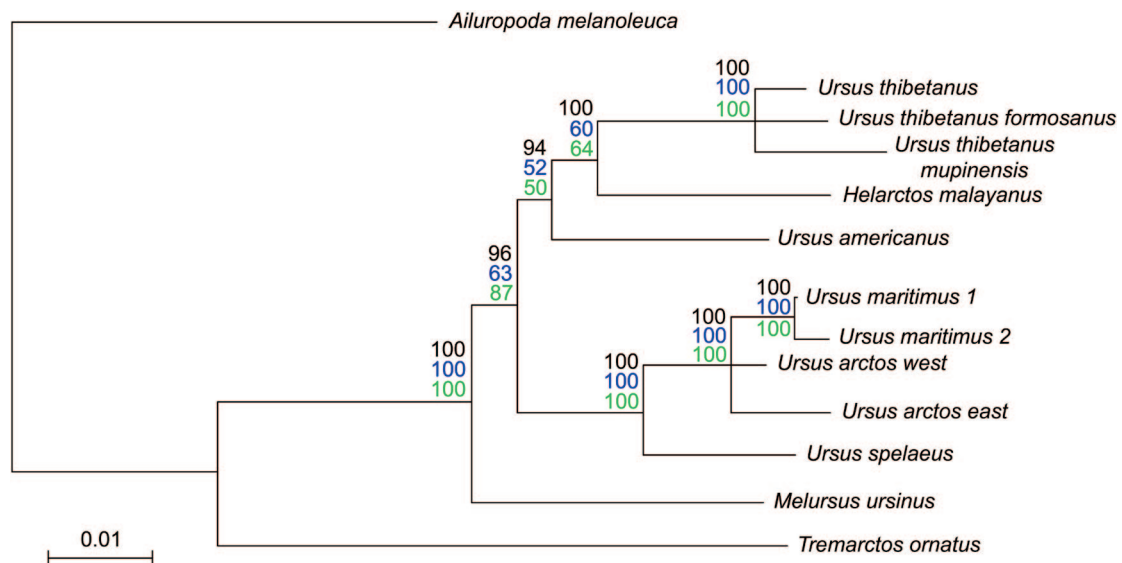 Ailuropoda melanoleuca
100
100
100
Ursus thibetanus
100
60
64
Ursus thibetanus formosanus
94
52
50
Ursus thibetanus
mupinensis
Helarctos malayanus
Ursus americanus
96
63
87
100
100
100
Ursus maritimus 1
100
100
100
Ursus maritimus 2
100
100
100
Ursus arctos west
100
100
100
Ursus arctos east
Ursus spelaeus
Melursus ursinus
0.01
Tremarctos ornatus